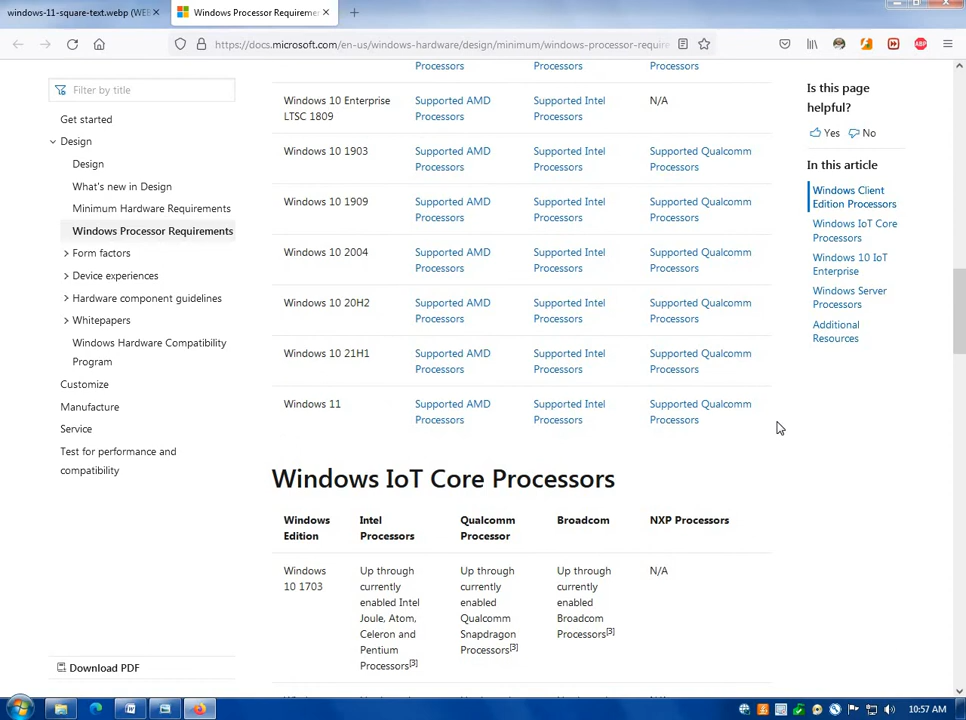 windows-11-square-text.webp (WEB
Windows Processor Requireme
https://docs.microsoft.com/en-us/windows-hardware/design/minimum/windows-processor-require
ABP
Filter by title
Get started
Design
Design
What's new in Design
Minimum Hardware Requirements
Windows Processor Requirements
Form factors
Device experiences
Hardware component guidelines
Whitepapers
Windows Hardware Compatibility
Program
Customize
Manufacture
Service
Test for performance and
compatibility
Download PDF
Processors Processors Processors
Windows 10 Enterprise Supported AMD Supported Intel N/A
LTSC 1809 Processors Processors
Windows 10 1903 Supported AMD Supported Intel Supported Qualcomm
Processors Processors Processors
Windows 10 1909 Supported AMD Supported Intel Supported Qualcomm
Processors Processors Processors
Windows 10 2004 Supported AMD Supported Intel Supported Qualcomm
Processors Processors Processors
Windows 10 20H2 Supported AMD Supported Intel Supported Qualcomm
Processors Processors Processors
Windows 10 21H1 Supported AMD Supported Intel Supported Qualcomm
Processors Processors Processors
Windows 11 Supported AMD Supported Intel Supported Qualcomm
Processors Processors Processors
Windows IoT Core Processors
Windows Intel Qualcomm Broadcom NXP Processors
Edition Processors Processor
Windows Up through Up through Up through N/A
10 1703 currently currently currently
enabled Intel enabled enabled
Joule, Atom, Qualcomm Broadcom
Celeron and Snapdragon Processors[3]
Pentium Processors[3]
Processors[3]
Is this page
helpful?
Yes No
In this article
Windows Client
Edition Processors
Windows IoT Core
Processors
Windows 10 IoT
Enterprise
Windows Server
Processors
Additional
Resources
10:57 AM